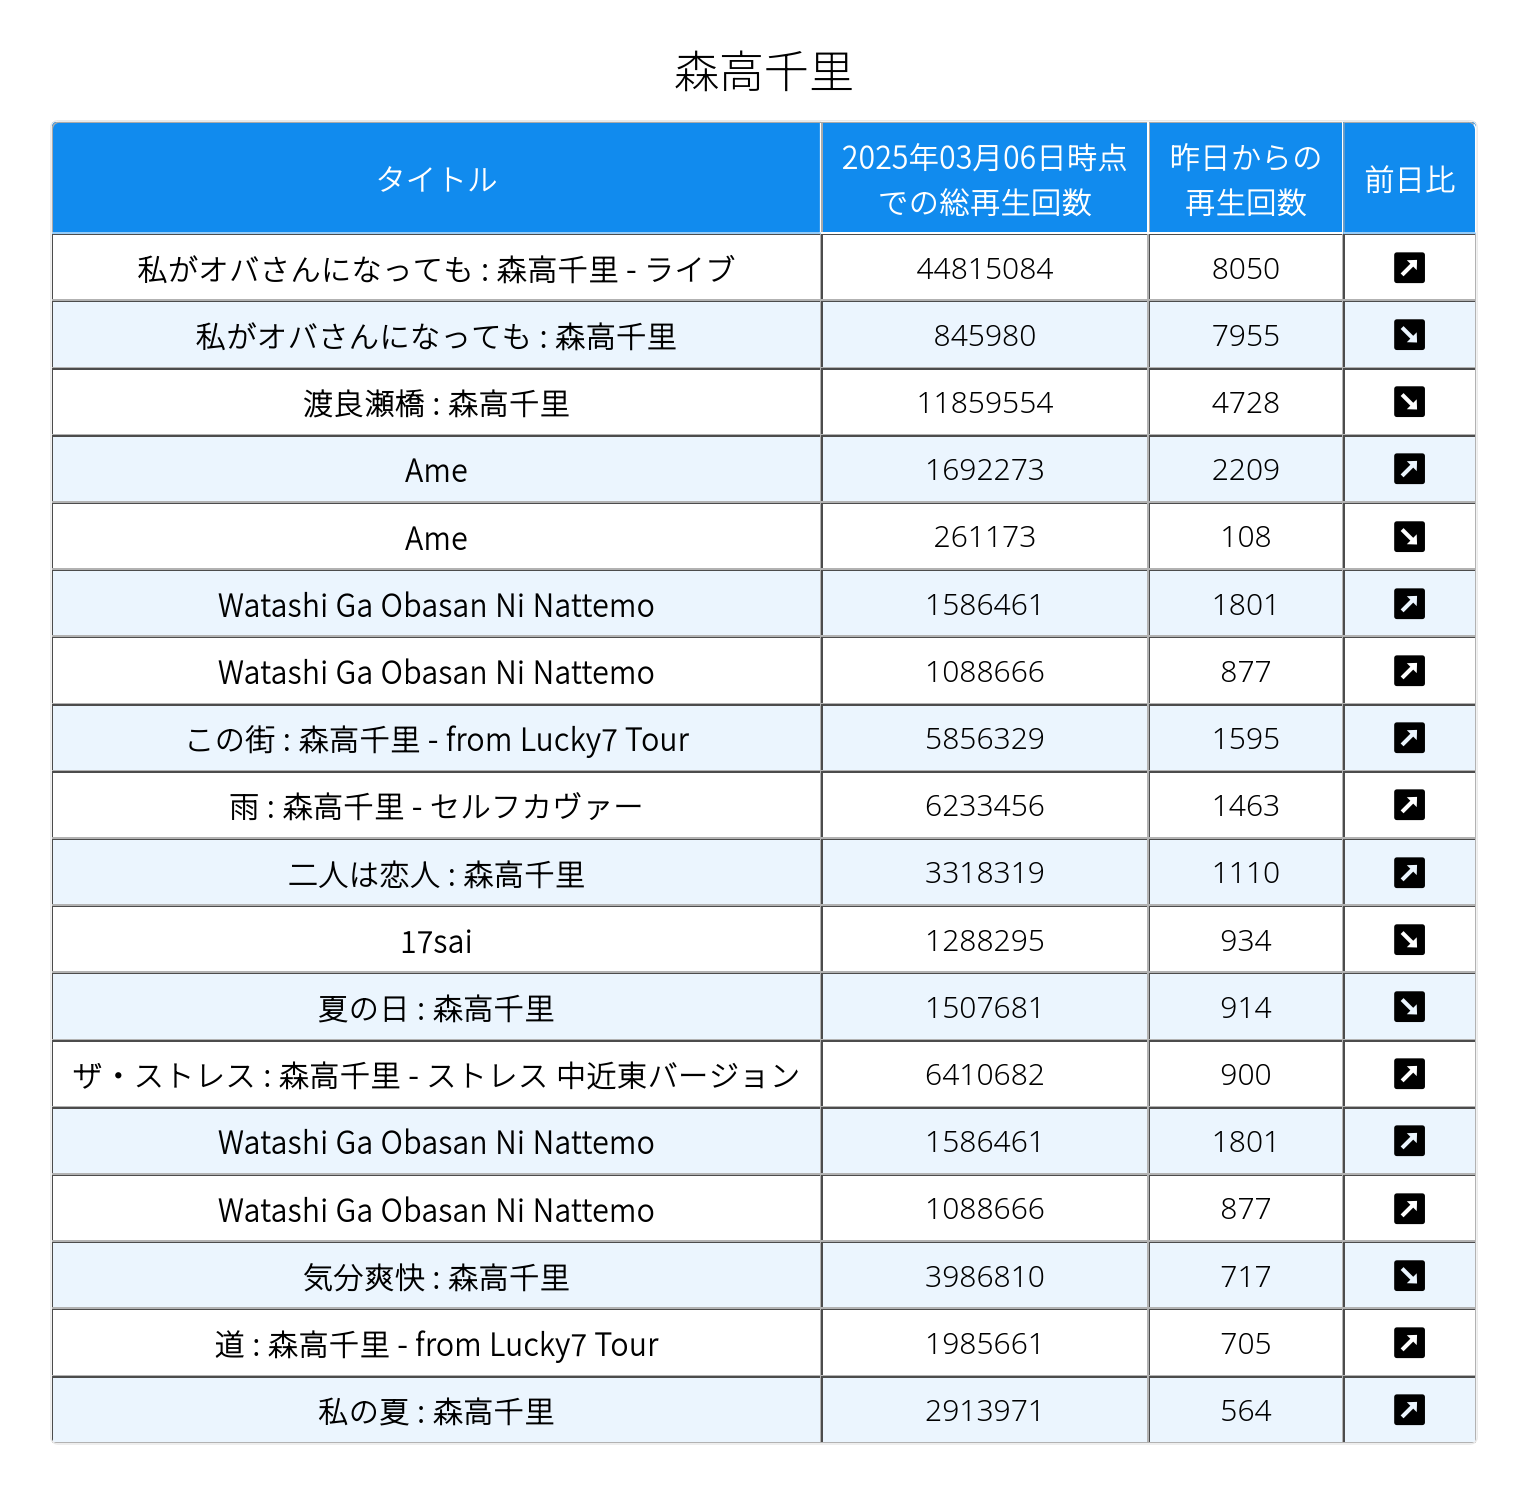 森高千里
タイトル 2025年03月06日時点 での総再生回数 昨日からの 再生回数 前日比
私がオバさんになっても : 森高千里 - ライブ 44815084 8050
私がオバさんになっても : 森高千里 845980 7955
渡良瀬橋 : 森高千里 11859554 4728
Ame 1692273 2209
Ame 261173 108
Watashi Ga Obasan Ni Nattemo 1586461 1801
Watashi Ga Obasan Ni Nattemo 1088666 877
この街 : 森高千里 - from Lucky7 Tour 5856329 1595
雨 : 森高千里 - セルフカヴァー 6233456 1463
二人は恋人 : 森高千里 3318319 1110
17sai 1288295 934
夏の日 : 森高千里 1507681 914
ザ・ストレス : 森高千里 - ストレス 中近東バージョン 6410682 900
Watashi Ga Obasan Ni Nattemo 1586461 1801
Watashi Ga Obasan Ni Nattemo 1088666 877
気分爽快 : 森高千里 3986810 717
道 : 森高千里 - from Lucky7 Tour 1985661 705
私の夏 : 森高千里 2913971 564